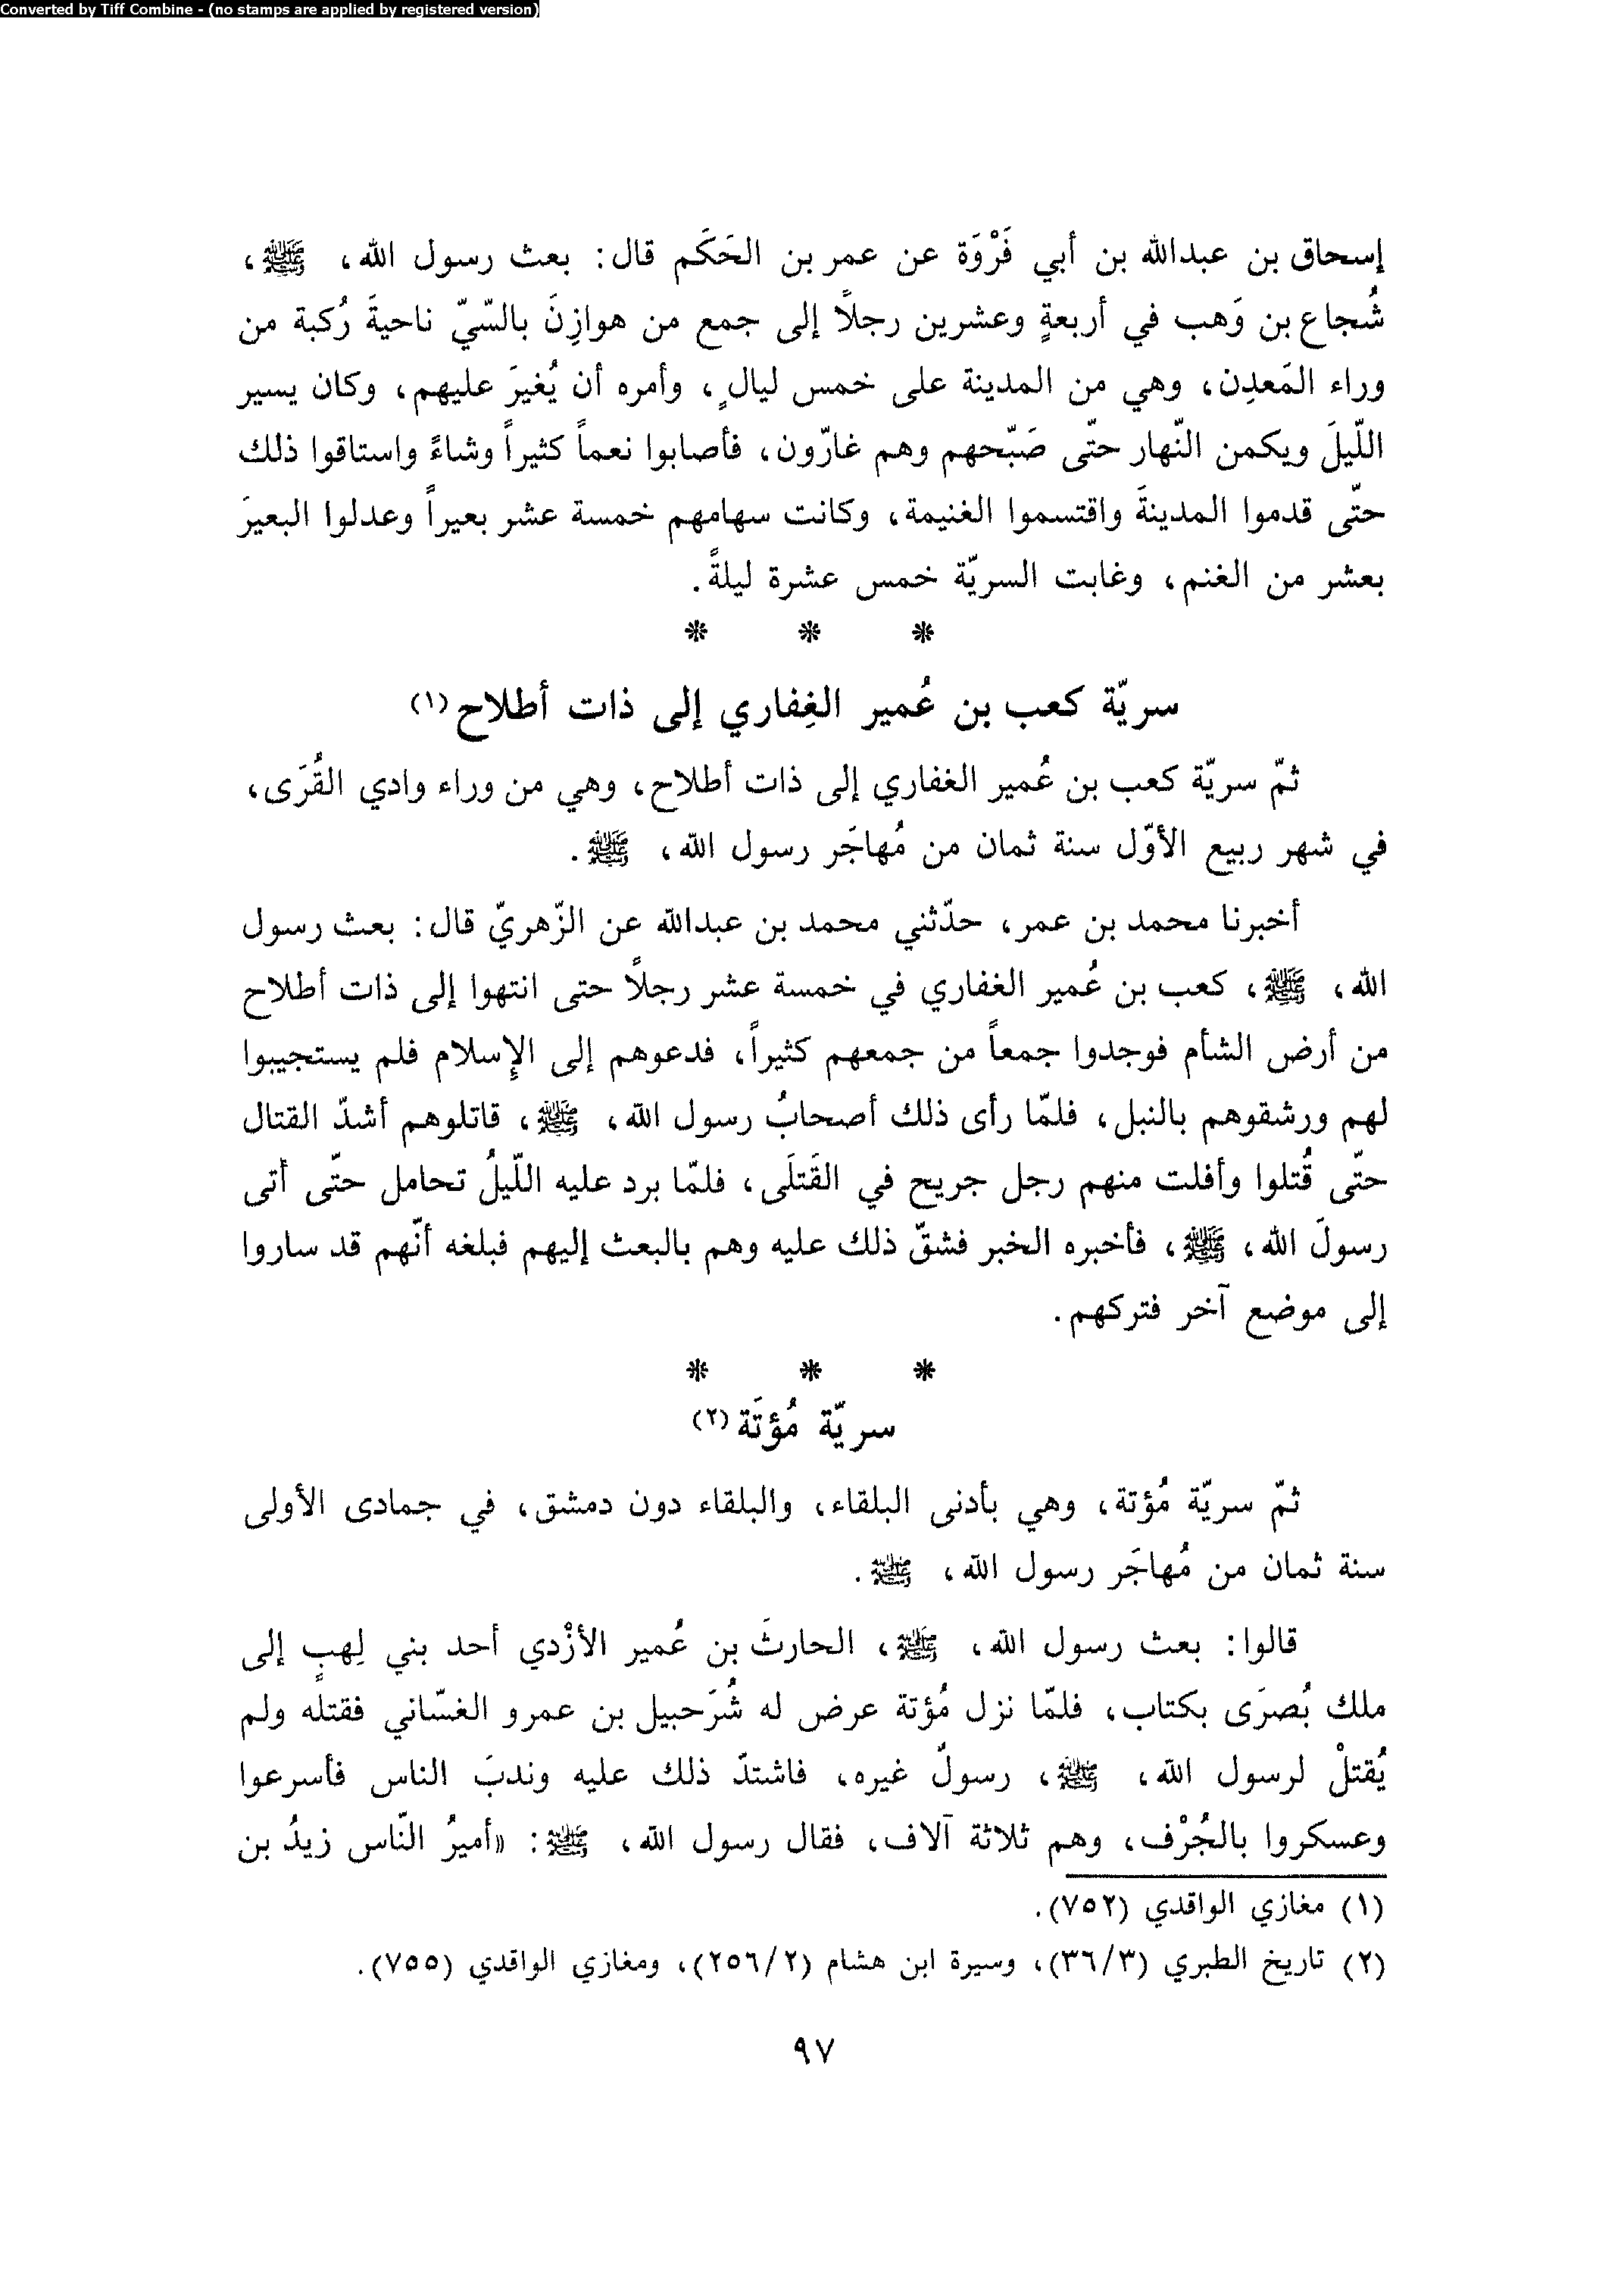 Converted by Tiff Combine - (no stamps are applied by registered version)
إسحاق بن عبدالله بن أبي فَرْوَة عن عمر بن الحَكَم قال: بعث رسول الله، ﷺ،
شُجاع بن وَهب في أربعةٍ وعشرين رجلاً إلى جمع من هوازِنَ بالسّيّ ناحيةَ رُكبة من
وراء المَعدِن، وهي من المدينة على خمس ليالٍ، وأمره أن يُغيرَ عليهم، وكان يسير
اللّيلَ ويكمن النّهار حتّى صَبّحهم وهم غارّون، فأصابوا نعماً كثيراً وشاءً واستاقوا ذلك
حتّى قدموا المدينةَ واقتسموا الغنيمة، وكانت سهامهم خمسة عشر بعيراً وعدلوا البعيرَ
بعشر من الغنم، وغابت السريّة خمس عشرة ليلةً.
* * *
سريّة كعب بن عُمير الغِفاري إلى ذات أطلاح(١)
ثمّ سريّة كعب بن عُمير الغفاري إلى ذات أطلاح، وهي من وراء وادي القُرَى،
في شهر ربيع الأوّل سنة ثمان من مُهاجَر رسول الله، ﷺ.
أخبرنا محمد بن عمر، حدّثني محمد بن عبدالله عن الزّهريّ قال: بعث رسول
الله، ﷺ، كعب بن عُمير الغفاري في خمسة عشر رجلاً حتى انتهوا إلى ذات أطلاح
من أرض الشأم فوجدوا جمعاً من جمعهم كثيراً، فدعوهم إلى الإسلام فلم يستجيبوا
لهم ورشقوهم بالنبل، فلمّا رأى ذلك أصحابُ رسول الله، ﷺ، قاتلوهم أشدّ القتال
حتّى قُتلوا وأفلت منهم رجل جريح في القَتلَى، فلمّا برد عليه اللّيلُ تحامل حتّى أتى
رسولَ الله، ﷺ، فأخبره الخبر فشقّ ذلك عليه وهم بالبعث إليهم فبلغه أنّهم قد ساروا
إلى موضع آخر فتركهم.
* * *
سريّة مُؤتَة(٢)
ثمّ سريّة مُؤتة، وهي بأدنى البلقاء، والبلقاء دون دمشق، في جمادى الأولى
سنة ثمان من مُهاجَر رسول الله، ﷺ.
قالوا: بعث رسول الله، ﷺ، الحارثَ بن عُمير الأزْدي أحد بني لِهبٍ إلى
ملك بُصرَى بكتاب، فلمّا نزل مُؤتة عرض له شُرَحبيل بن عمرو الغسّاني فقتله ولم
يُقتلْ لرسول الله، ﷺ، رسولٌ غيره، فاشتدّ ذلك عليه وندبَ الناس فأسرعوا
وعسكروا بالجُرْف، وهم ثلاثة آلاف، فقال رسول الله، ﷺ: «أميرُ النّاس زيدُ بن
(١) مغازي الواقدي (٧٥٢).
(٢) تاريخ الطبري (٣٦/٣)، وسيرة ابن هشام (٢٥٦/٢)، ومغازي الواقدي (٧٥٥).
٩٧